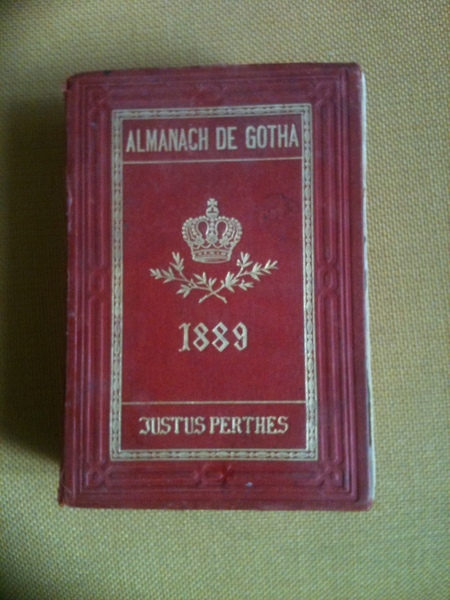 ALMANACH DE GOTHA
1889
JUSTUS PERTHES